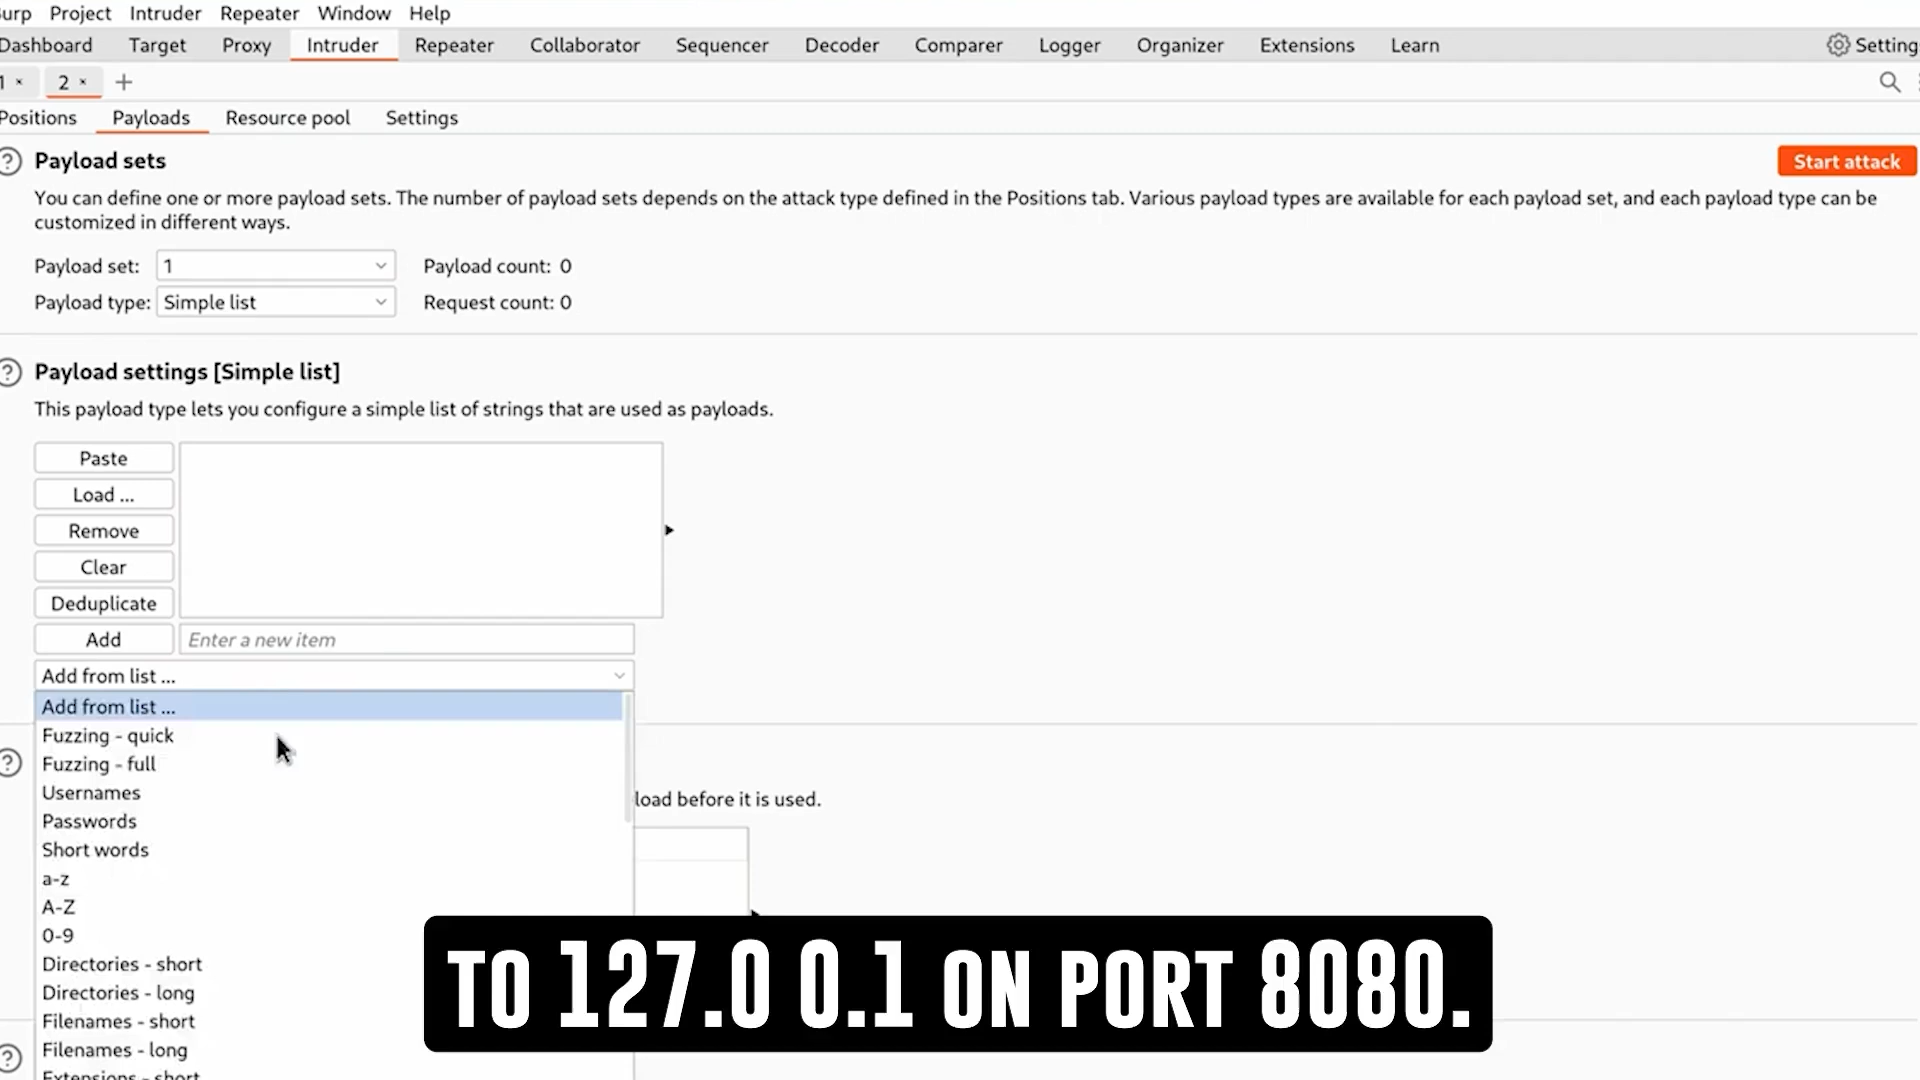 Burp Project Intruder Repeater Window Help
Dashboard Target Proxy Intruder Repeater Collaborator Sequencer Decoder Comparer Logger Organizer Extensions Learn Setting
1 × 2 × +
Positions Payloads Resource pool Settings
? Payload sets
Start attack
You can define one or more payload sets. The number of payload sets depends on the attack type defined in the Positions tab. Various payload types are available for each payload set, and each payload type can be
customized in different ways.
Payload set: 1 Payload count: 0
Payload type: Simple list Request count: 0
? Payload settings [Simple list]
This payload type lets you configure a simple list of strings that are used as payloads.
Paste
Load ...
Remove
Clear
Deduplicate
Add Enter a new item
Add from list ...
Add from list ...
Fuzzing - quick
?
Fuzzing - full
Usernames
load before it is used.
Passwords
Short words
a-z
A-Z
0-9
Directories - short
Directories - long
Filenames - short
Filenames - long
?
Extensions - short
TO 127.0 0.1 ON PORT 8080.